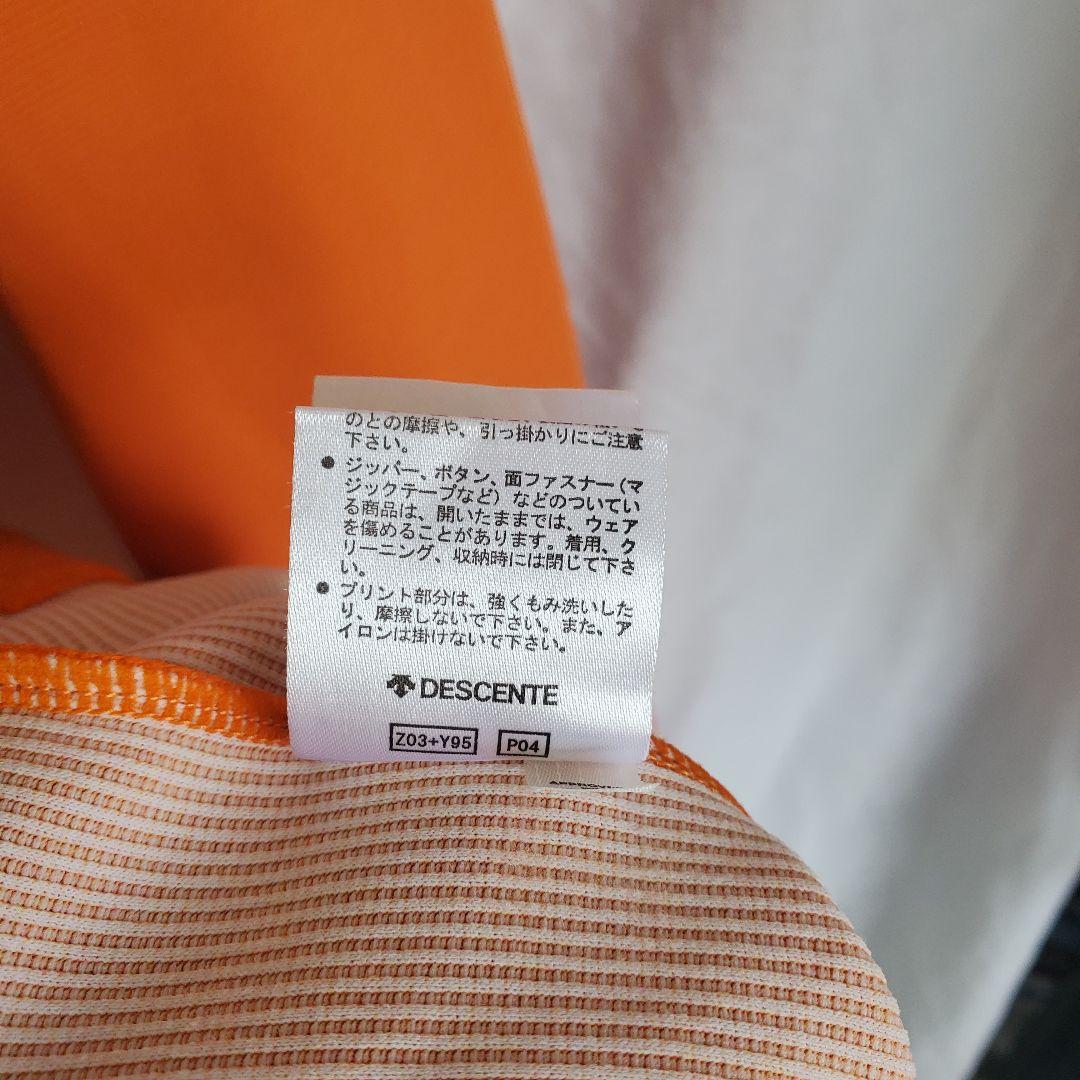 のとの摩擦や、引っ掛かりにご注意
下さい。
● ジッパー、ボタン、面ファスナー(マ
ジックテープなど)などのついてい
る商品は、開いたままでは、ウェア
を傷めることがあります。着用、ク
リーニング、収納時には閉じて下さ
い。
● プリント部分は、強くもみ洗いした
り、摩擦しないで下さい。また、ア
イロンは掛けないで下さい。
DESCENTE
Z03+Y95 P04